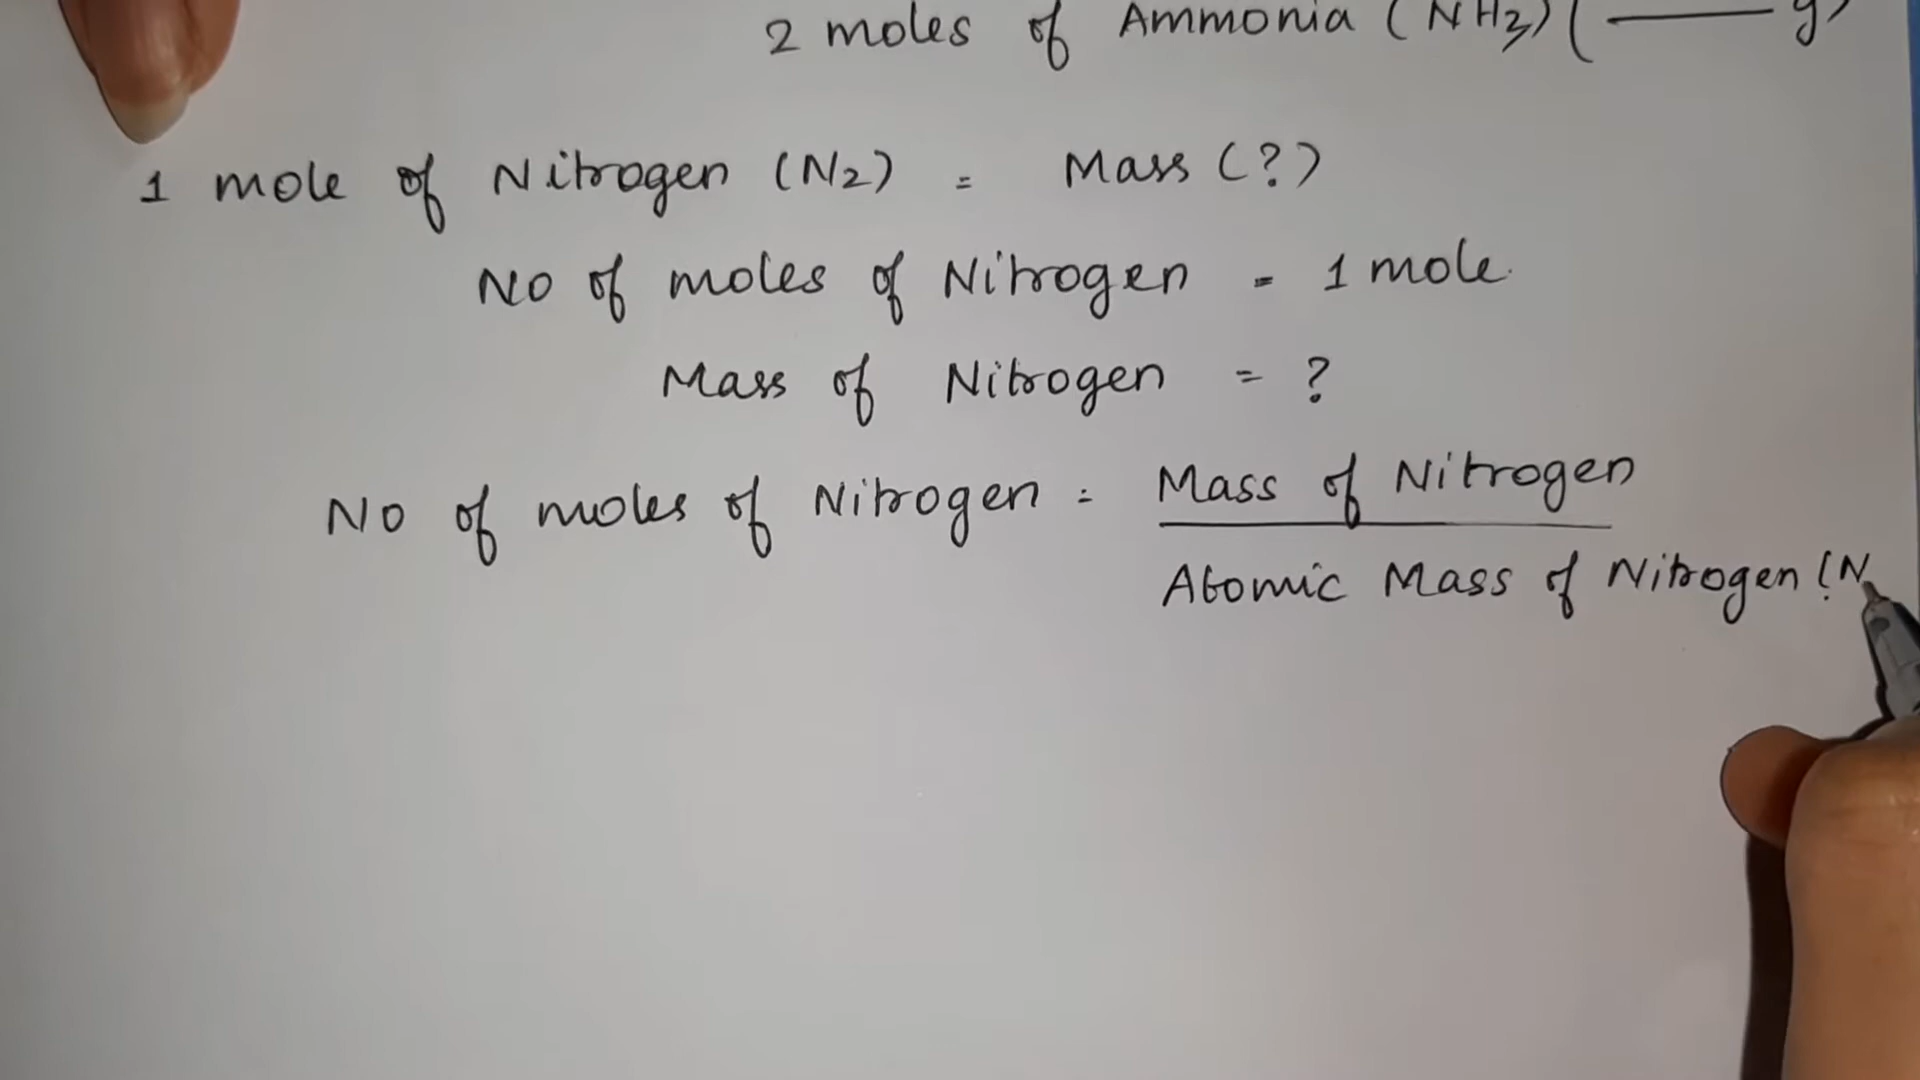 2 moles of Ammonia (NH3) ( ——— g)
1 mole of Nitrogen (N2) = Mass (?)
No of moles of Nitrogen = 1 mole.
Mass of Nitrogen = ?
No of moles of Nitrogen = Mass of Nitrogen
Atomic Mass of Nitrogen (N